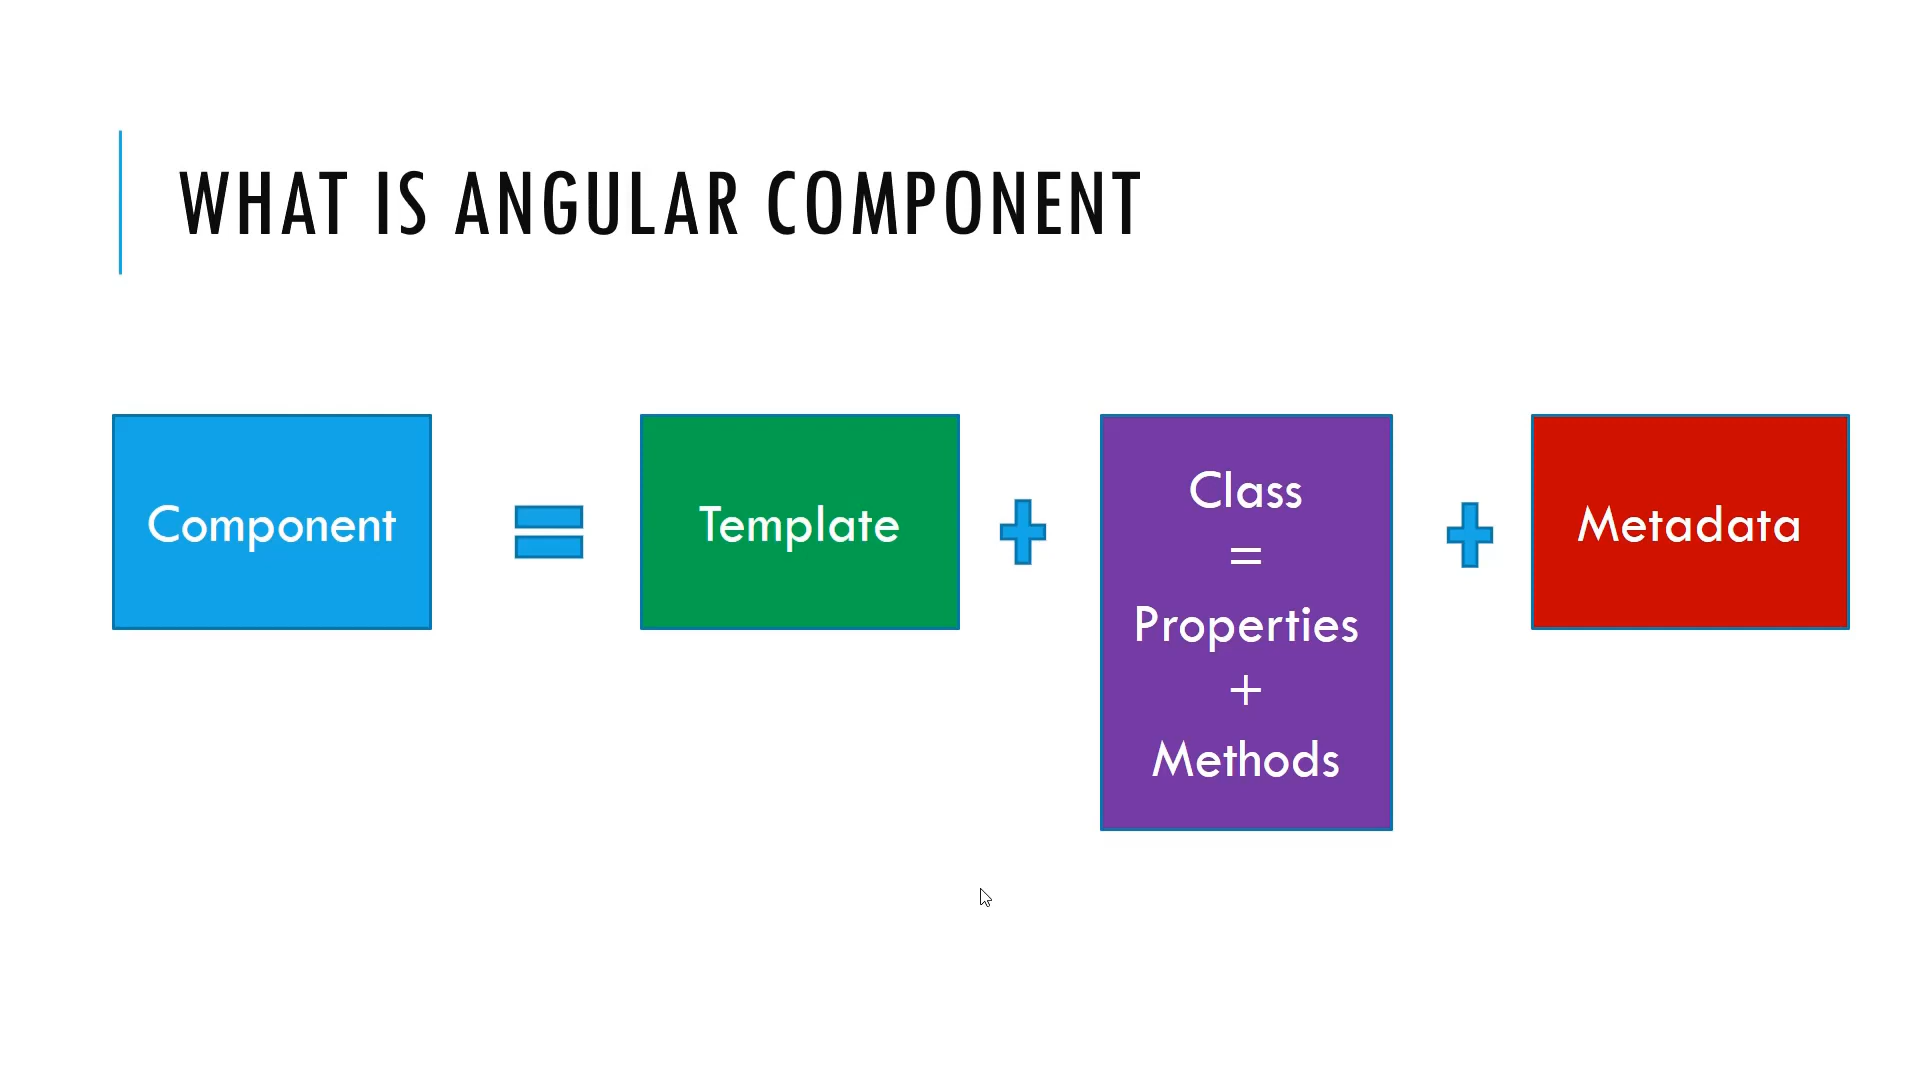 WHAT IS ANGULAR COMPONENT
Component
Template
Class
=
Properties
+
Methods
Metadata